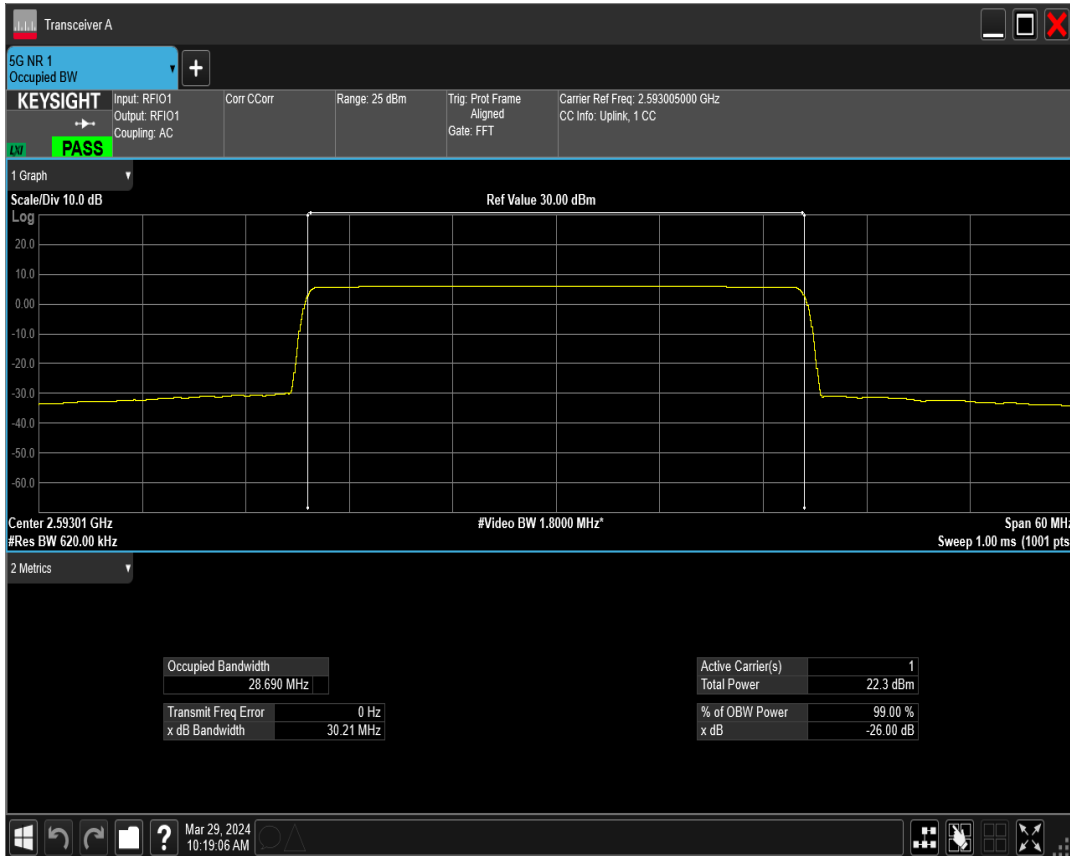 Transceiver A
5G NR 1
Occupied BW
KEYSIGHT
LXI
PASS
Input: RFIO1
Output: RFIO1
Coupling: AC
Corr CCorr
Range: 25 dBm
Trig: Prot Frame
Aligned
Gate: FFT
Carrier Ref Freq: 2.593005000 GHz
CC Info: Uplink, 1 CC
1 Graph
Scale/Div 10.0 dB
Ref Value 30.00 dBm
Log
20.0
10.0
0.00
-10.0
-20.0
-30.0
-40.0
-50.0
-60.0
Center 2.59301 GHz
#Video BW 1.8000 MHz*
Span 60 MHz
#Res BW 620.00 kHz
Sweep 1.00 ms (1001 pts
2 Metrics
Occupied Bandwidth
28.690 MHz
Transmit Freq Error 0 Hz
x dB Bandwidth 30.21 MHz
Active Carrier(s) 1
Total Power 22.3 dBm
% of OBW Power 99.00 %
x dB -26.00 dB
?
Mar 29, 2024
10:19:06 AM